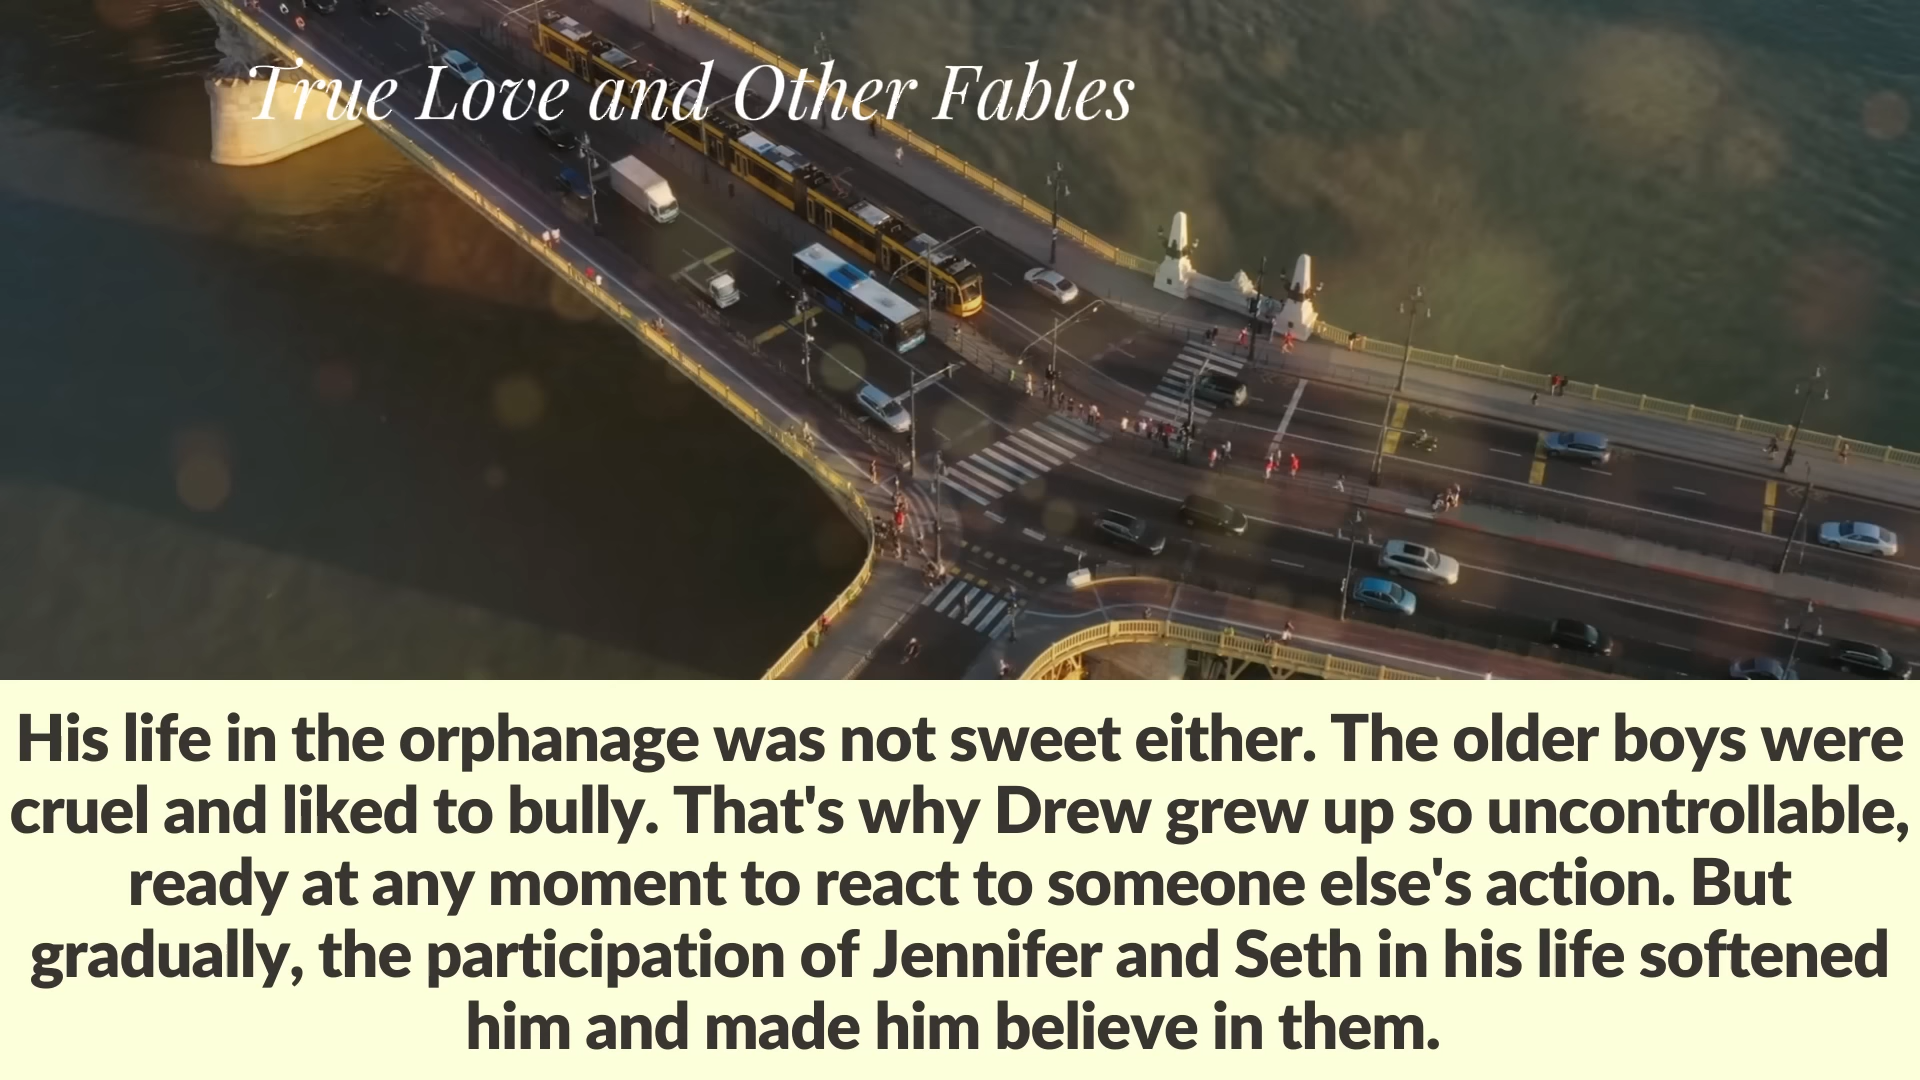 True Love and Other Fables
His life in the orphanage was not sweet either. The older boys were
cruel and liked to bully. That's why Drew grew up so uncontrollable,
ready at any moment to react to someone else's action. But
gradually, the participation of Jennifer and Seth in his life softened
him and made him believe in them.